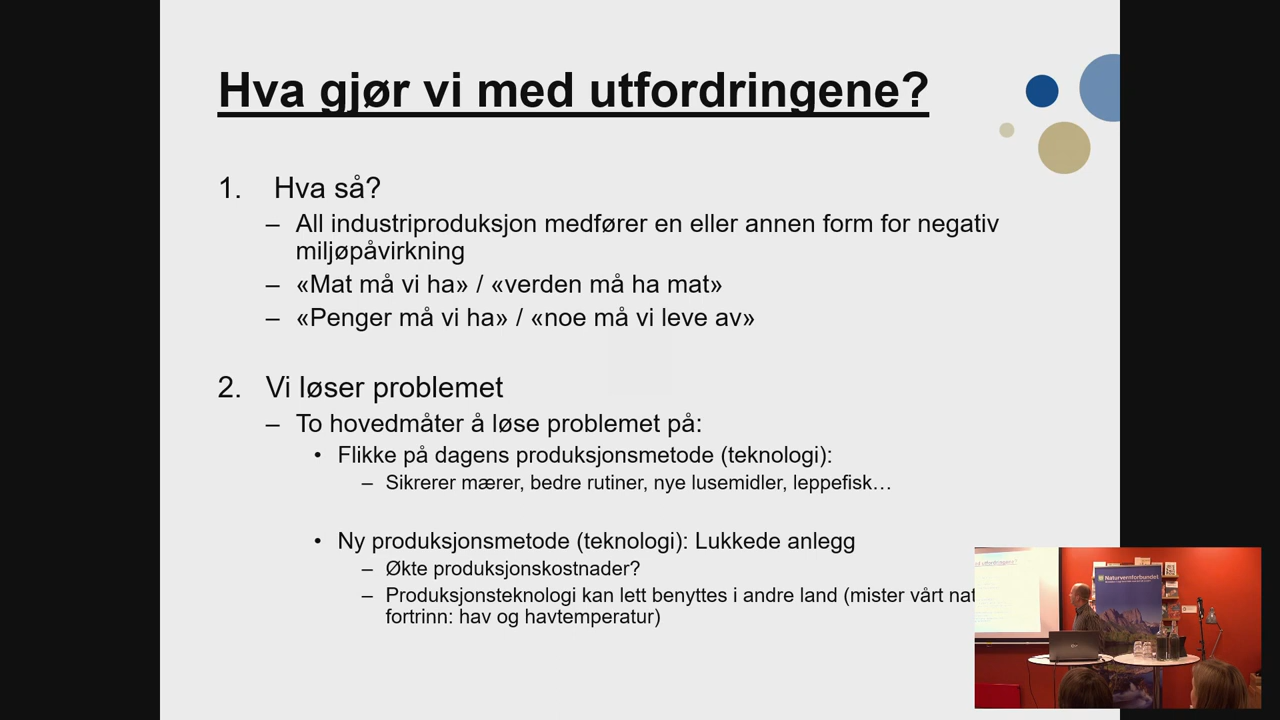 Hva gjør vi med utfordringene?
1. Hva så?
– All industriproduksjon medfører en eller annen form for negativ
miljøpåvirkning
– «Mat må vi ha» / «verden må ha mat»
– «Penger må vi ha» / «noe må vi leve av»
2. Vi løser problemet
– To hovedmåter å løse problemet på:
• Flikke på dagens produksjonsmetode (teknologi):
– Sikrerer mærer, bedre rutiner, nye lusemidler, leppefisk…
• Ny produksjonsmetode (teknologi): Lukkede anlegg
– Økte produksjonskostnader?
– Produksjonsteknologi kan lett benyttes i andre land (mister vårt nat
fortrinn: hav og havtemperatur)
Naturvernforbundet